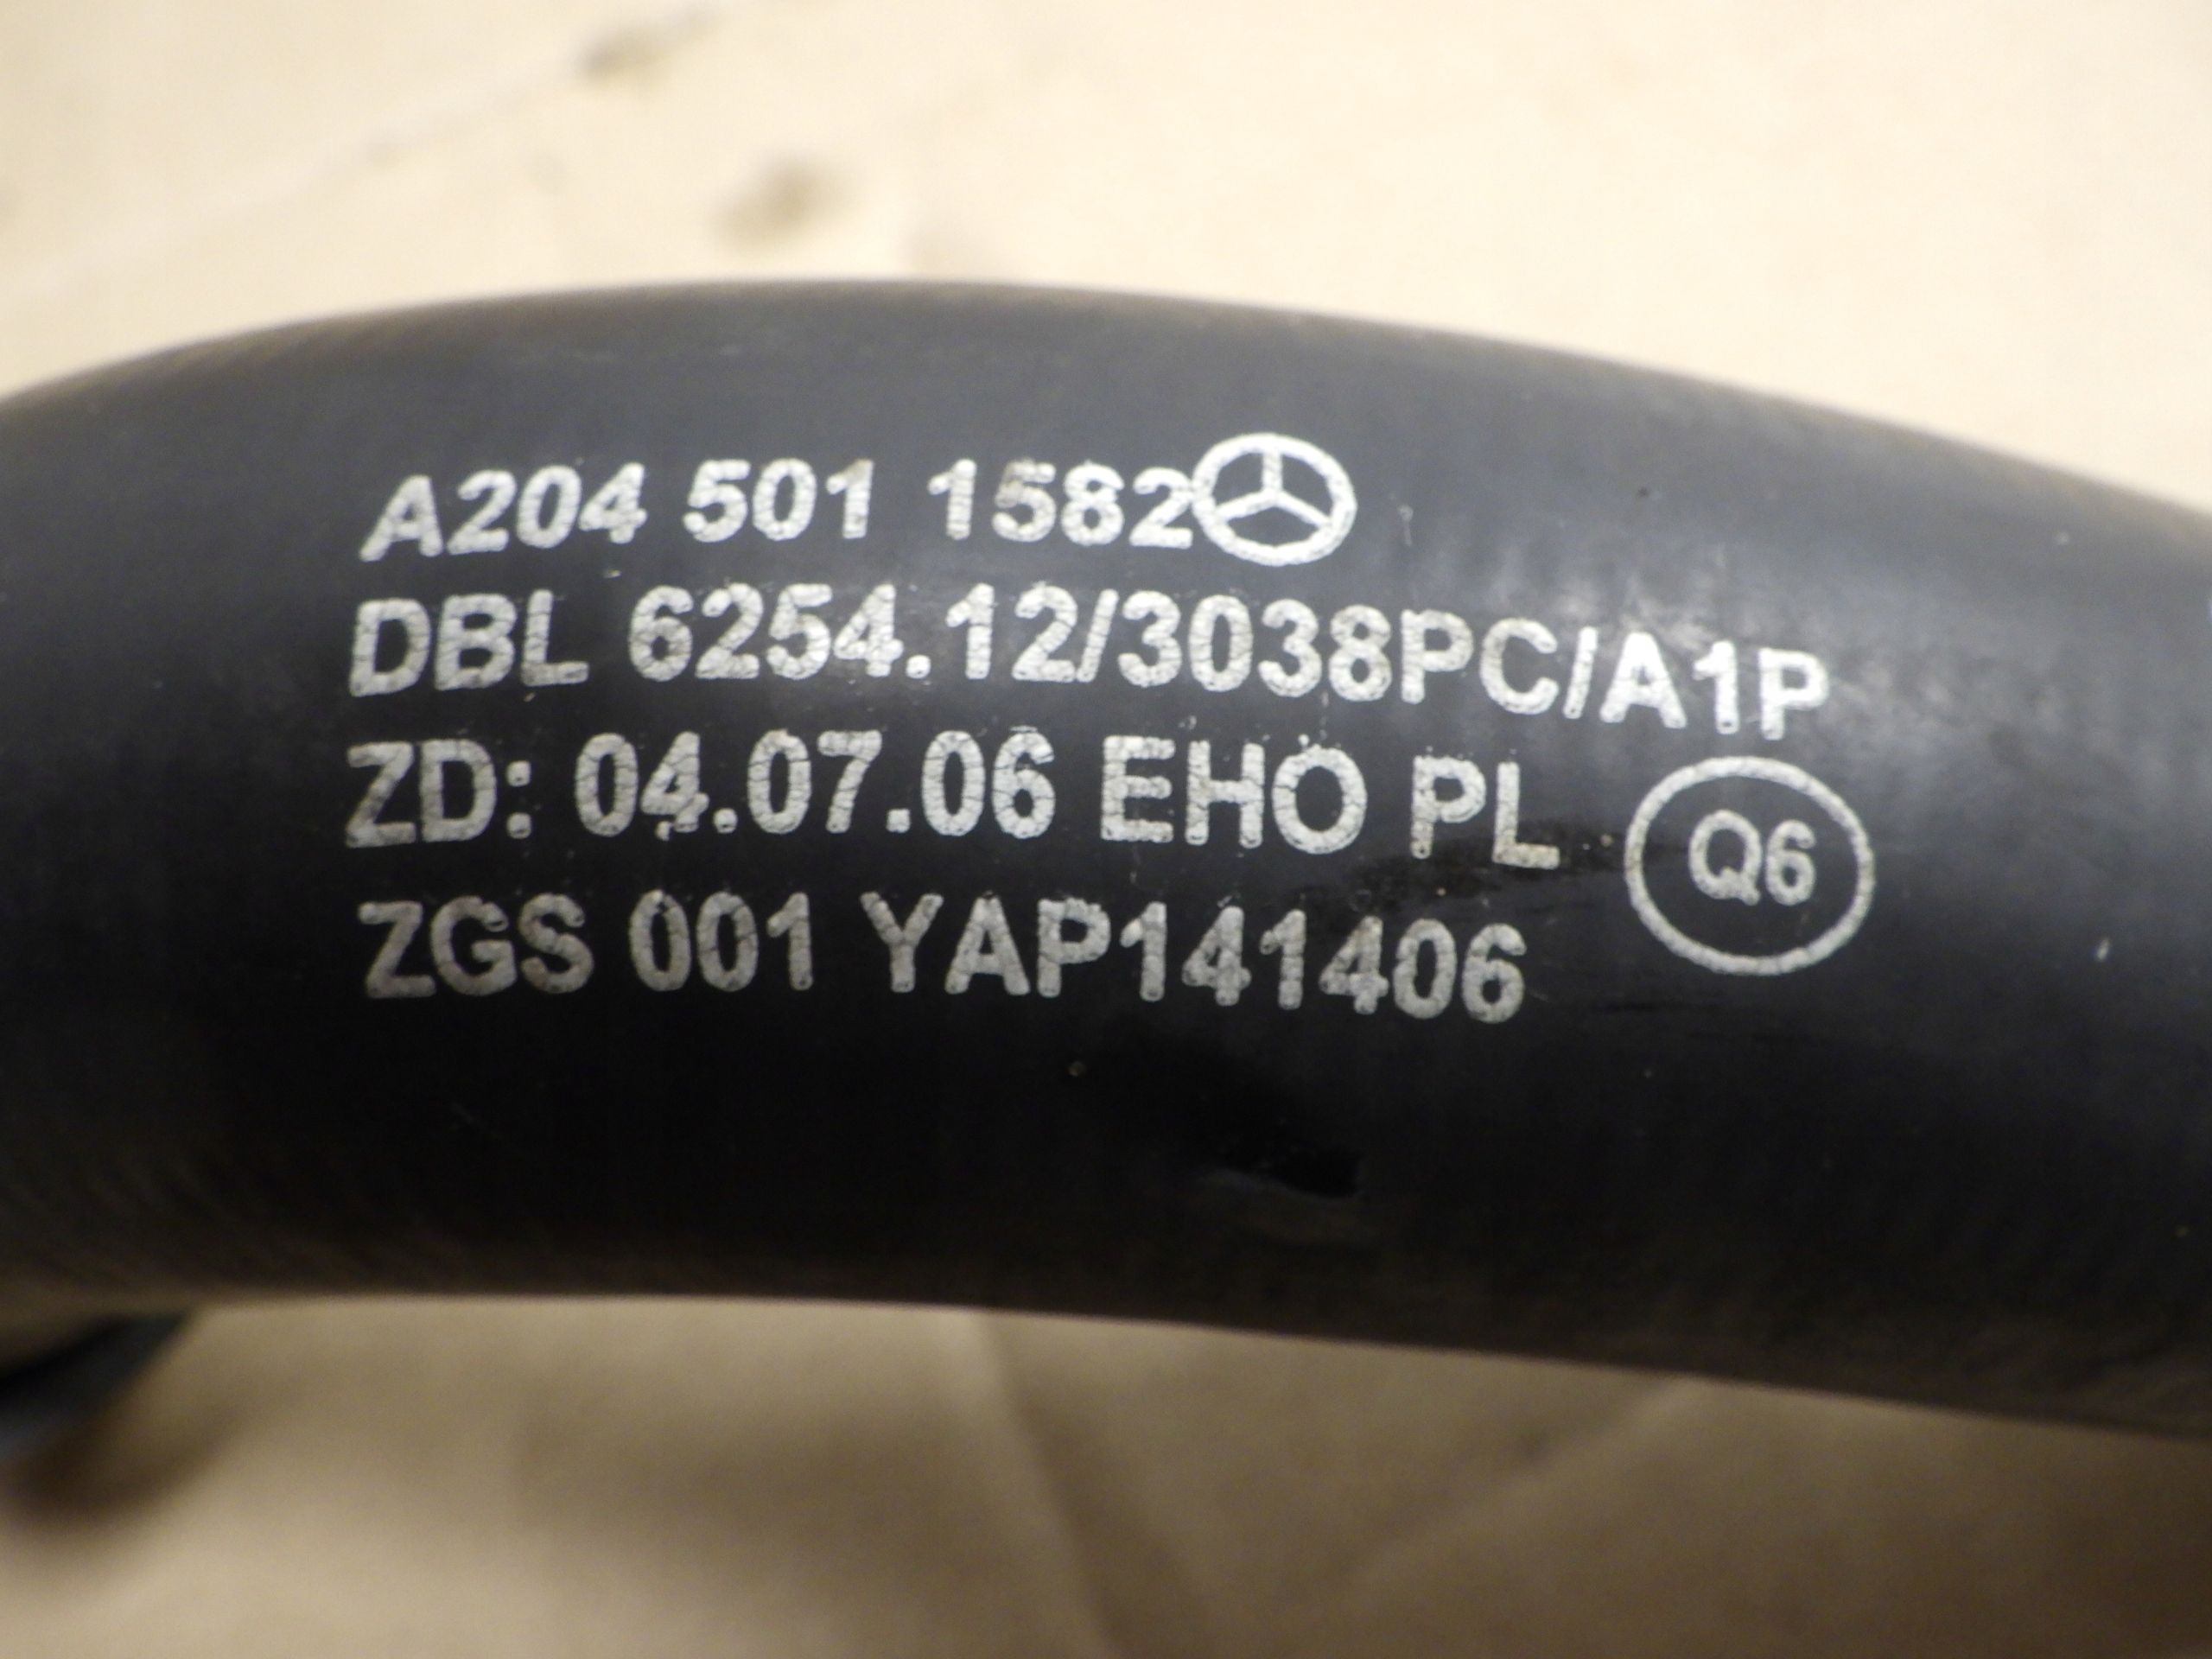 A204 501 1582
DBL 6254.12/3038PC/A1P
ZD: 04.07.06 EHO PL
Q6
ZGS 001 YAP141406